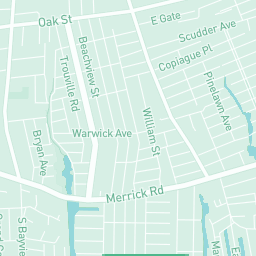 E Gate
Oak St
Scudder Ave
Copiague Pl
Beachview St
Trouville Rd
Pinelawn Ave
William St
Warwick Ave
Bryan Ave
Merrick Rd